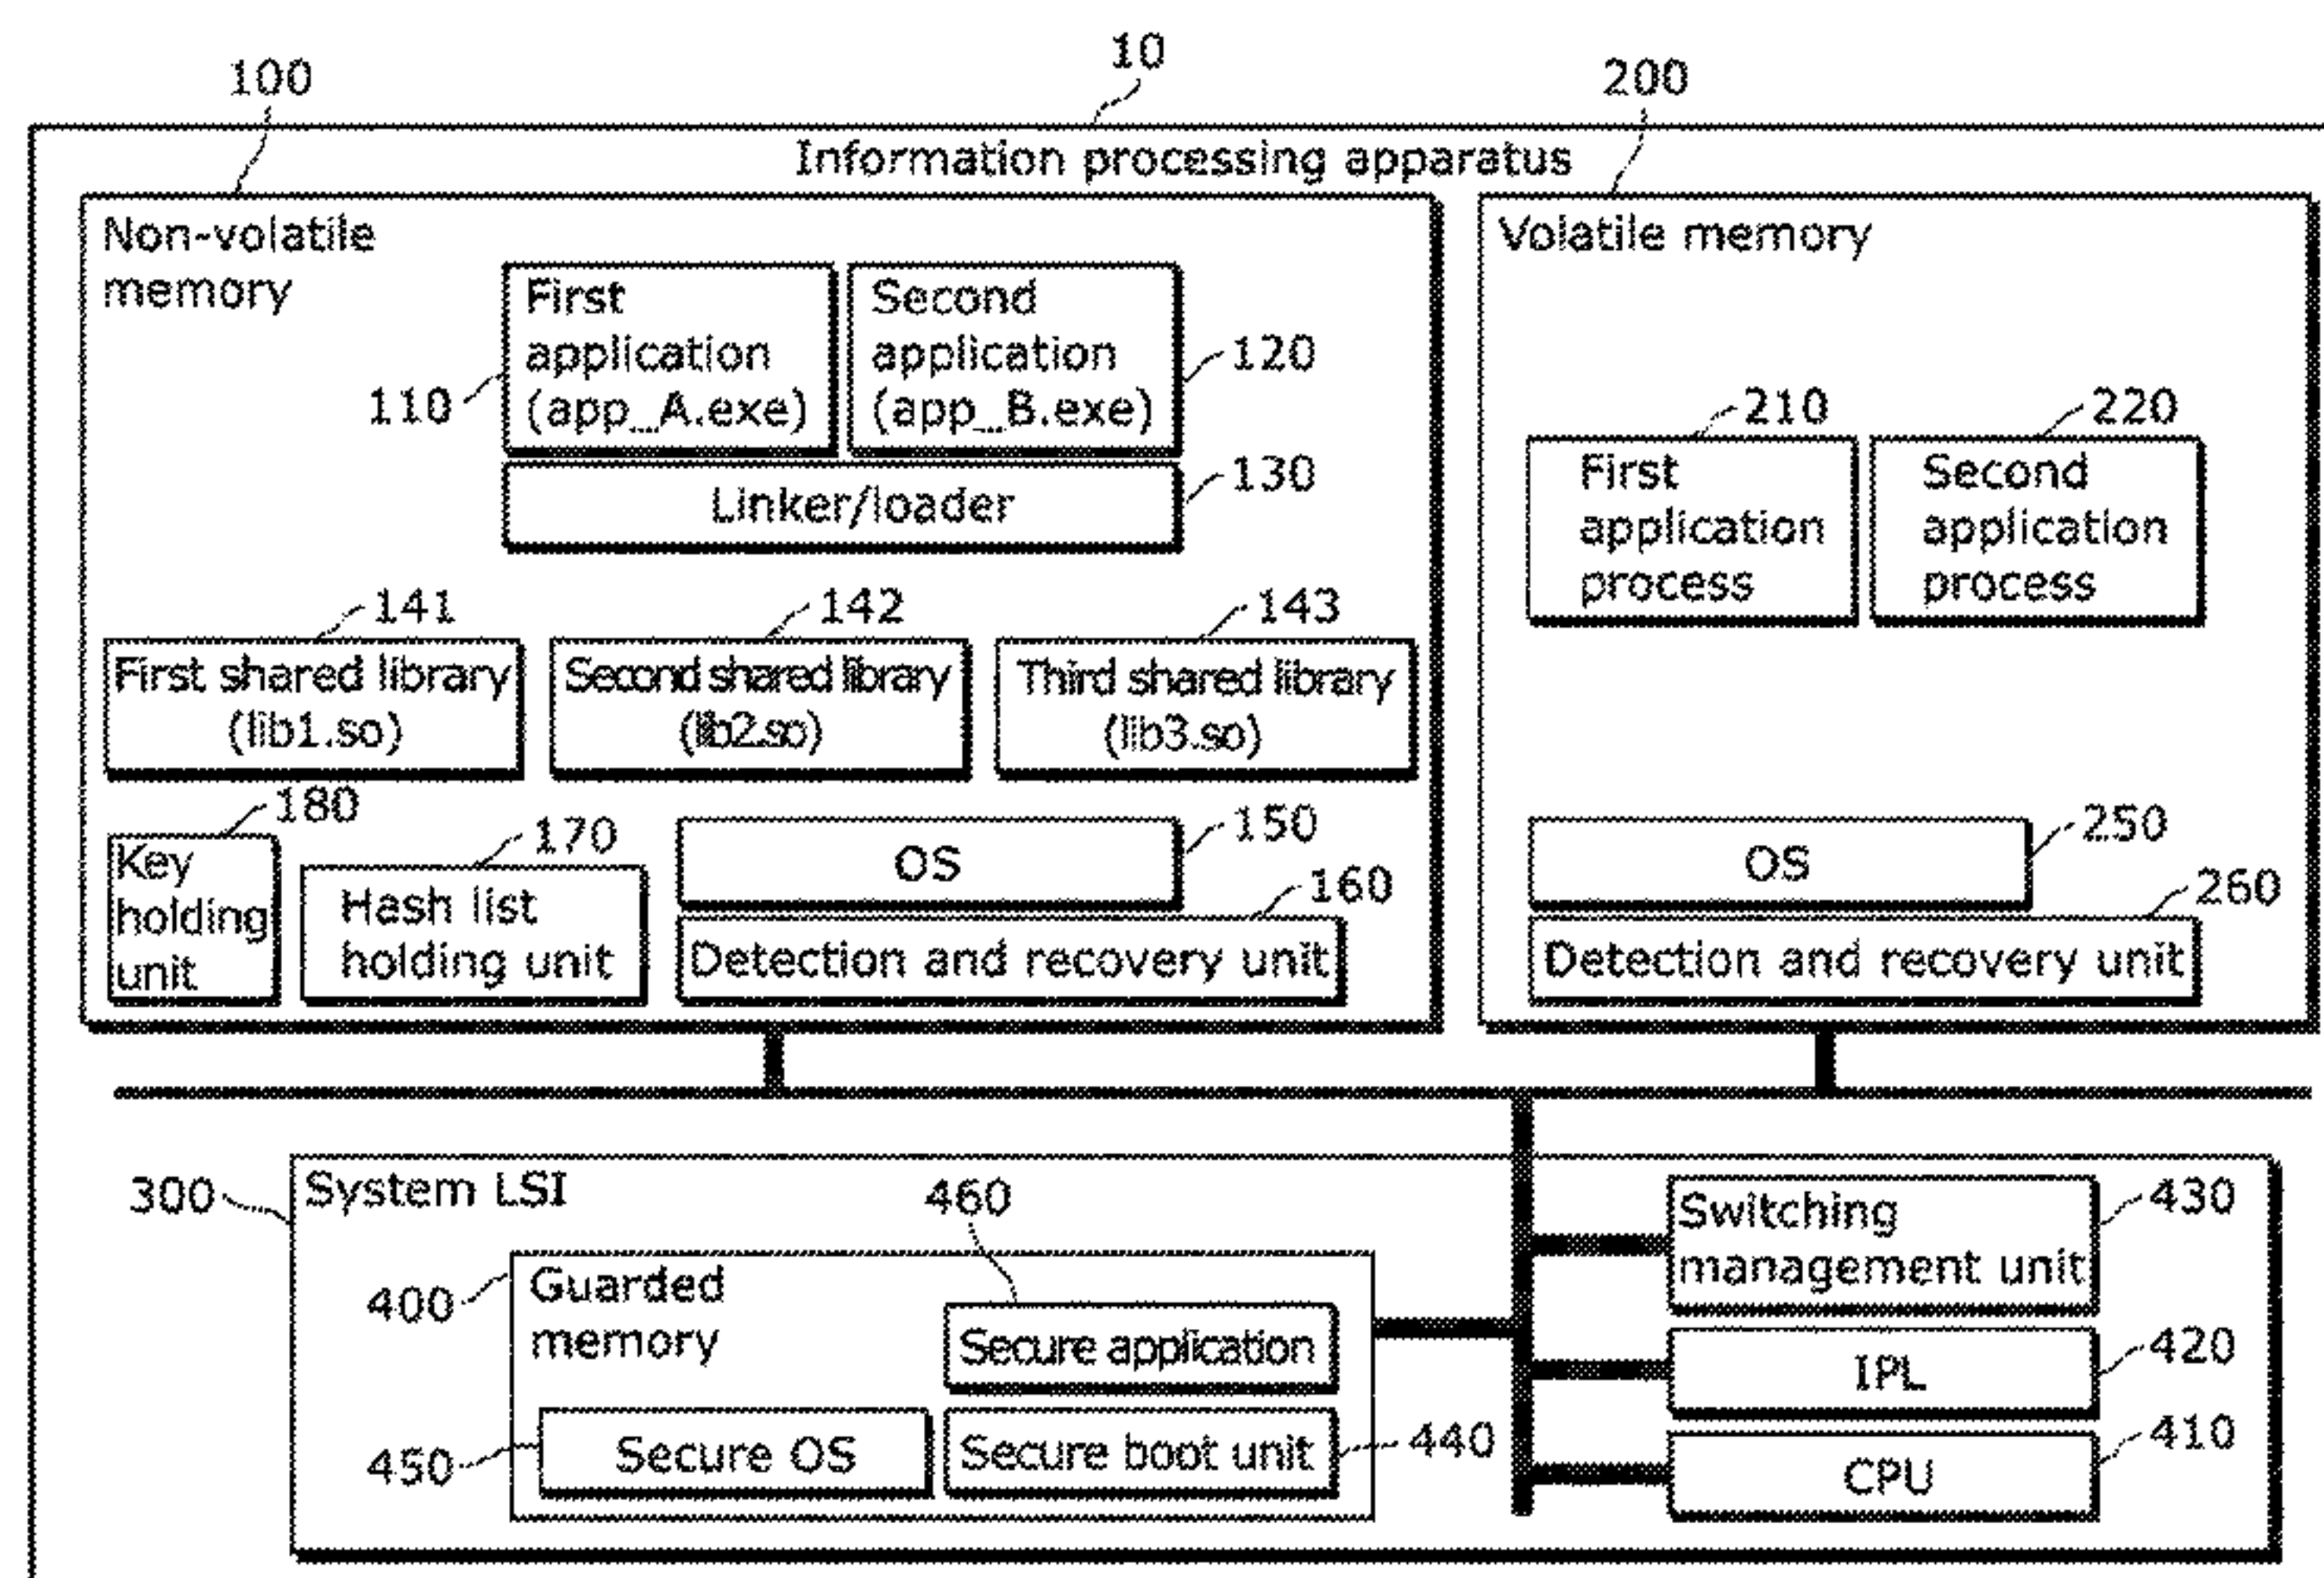 10
100
200
Information processing apparatus
Non-volatile
memory
First
application
(app_A.exe)
110
Second
application
(app_B.exe)
120
Linker/loader
130
141
First shared library
(lib1.so)
142
Second shared library
(lib2.so)
143
Third shared library
(lib3.so)
180
Key
holding
unit
170
Hash list
holding unit
OS
150
160
Detection and recovery unit
Volatile memory
210
First
application
process
220
Second
application
process
OS
250
260
Detection and recovery unit
300
System LSI
400
Guarded
memory
460
Secure application
450
Secure OS
Secure boot unit
440
Switching
management unit
430
IPL
420
CPU
410